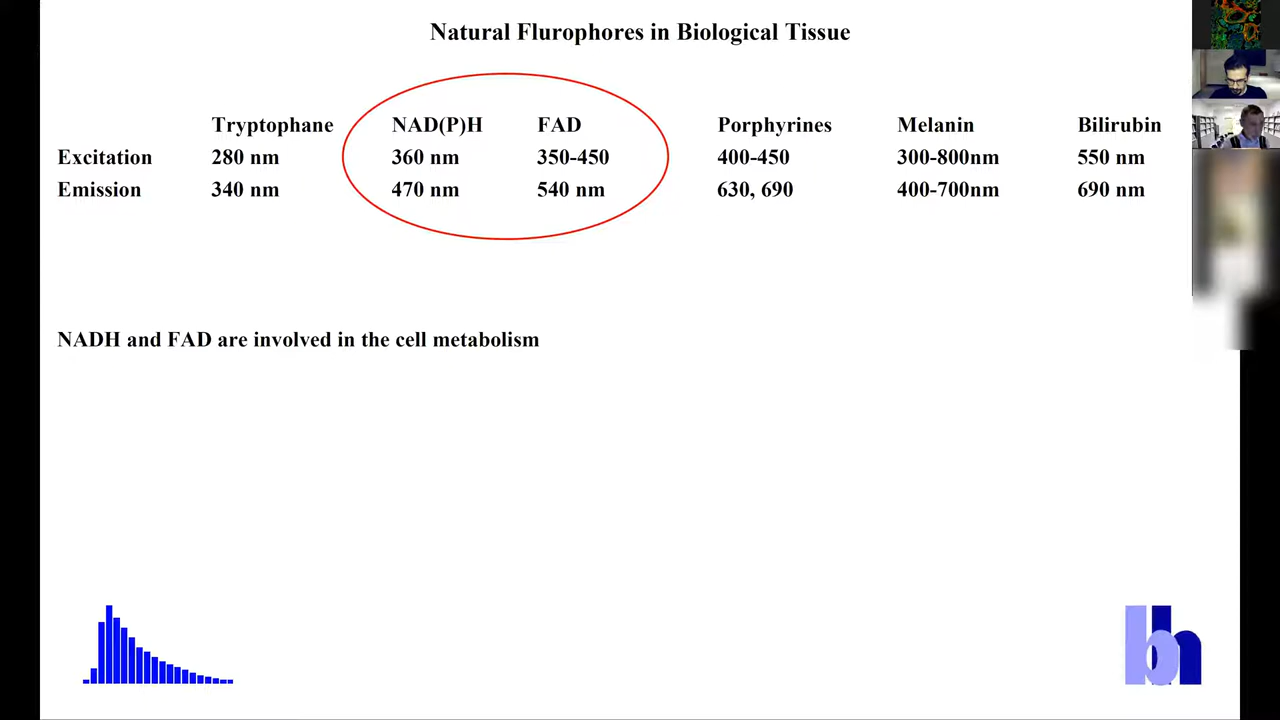 Natural Flurophores in Biological Tissue
Tryptophane NAD(P)H FAD Porphyrines Melanin Bilirubin
Excitation 280 nm 360 nm 350-450 400-450 300-800nm 550 nm
Emission 340 nm 470 nm 540 nm 630, 690 400-700nm 690 nm
NADH and FAD are involved in the cell metabolism
bh